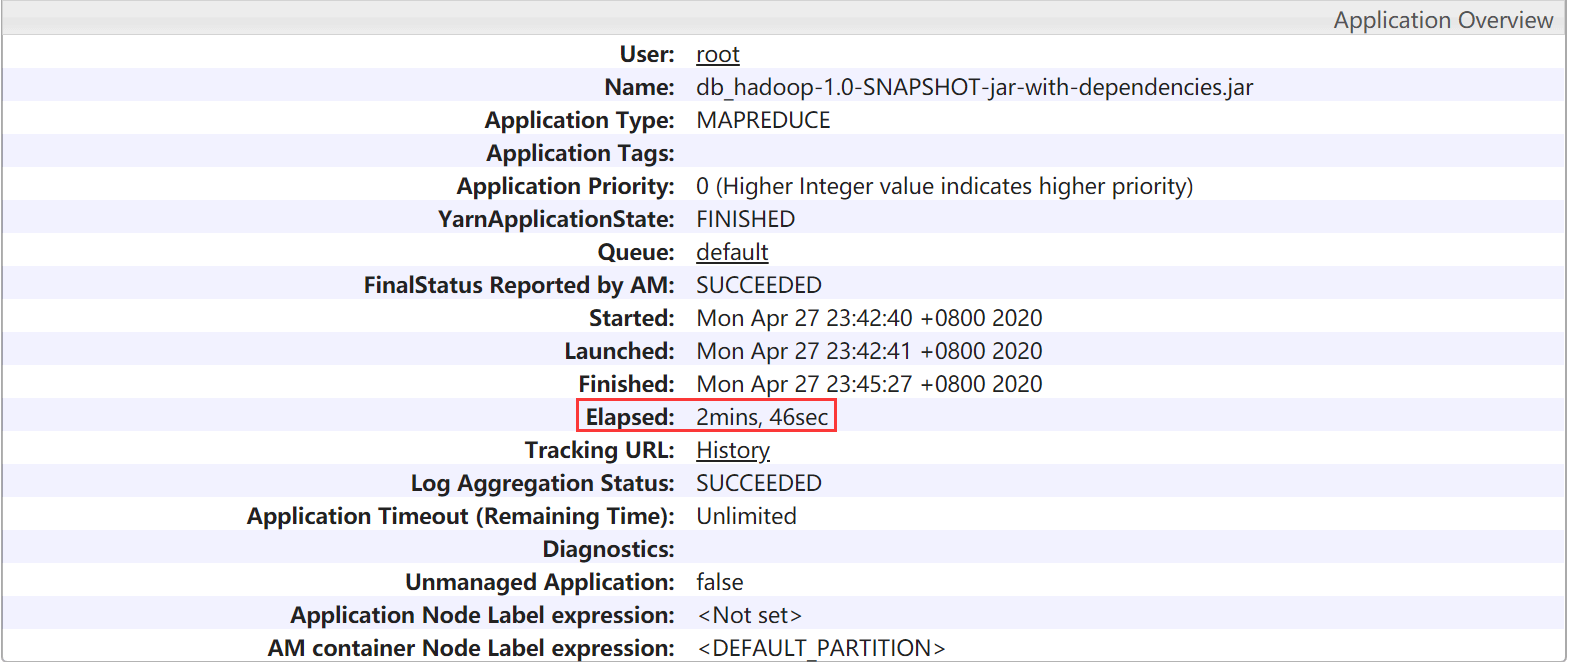 Application Overview
User: root
Name: db_hadoop-1.0-SNAPSHOT-jar-with-dependencies.jar
Application Type: MAPREDUCE
Application Tags:
Application Priority: 0 (Higher Integer value indicates higher priority)
YarnApplicationState: FINISHED
Queue: default
FinalStatus Reported by AM: SUCCEEDED
Started: Mon Apr 27 23:42:40 +0800 2020
Launched: Mon Apr 27 23:42:41 +0800 2020
Finished: Mon Apr 27 23:45:27 +0800 2020
Elapsed: 2mins, 46sec
Tracking URL: History
Log Aggregation Status: SUCCEEDED
Application Timeout (Remaining Time): Unlimited
Diagnostics:
Unmanaged Application: false
Application Node Label expression: <Not set>
AM container Node Label expression: <DEFAULT_PARTITION>